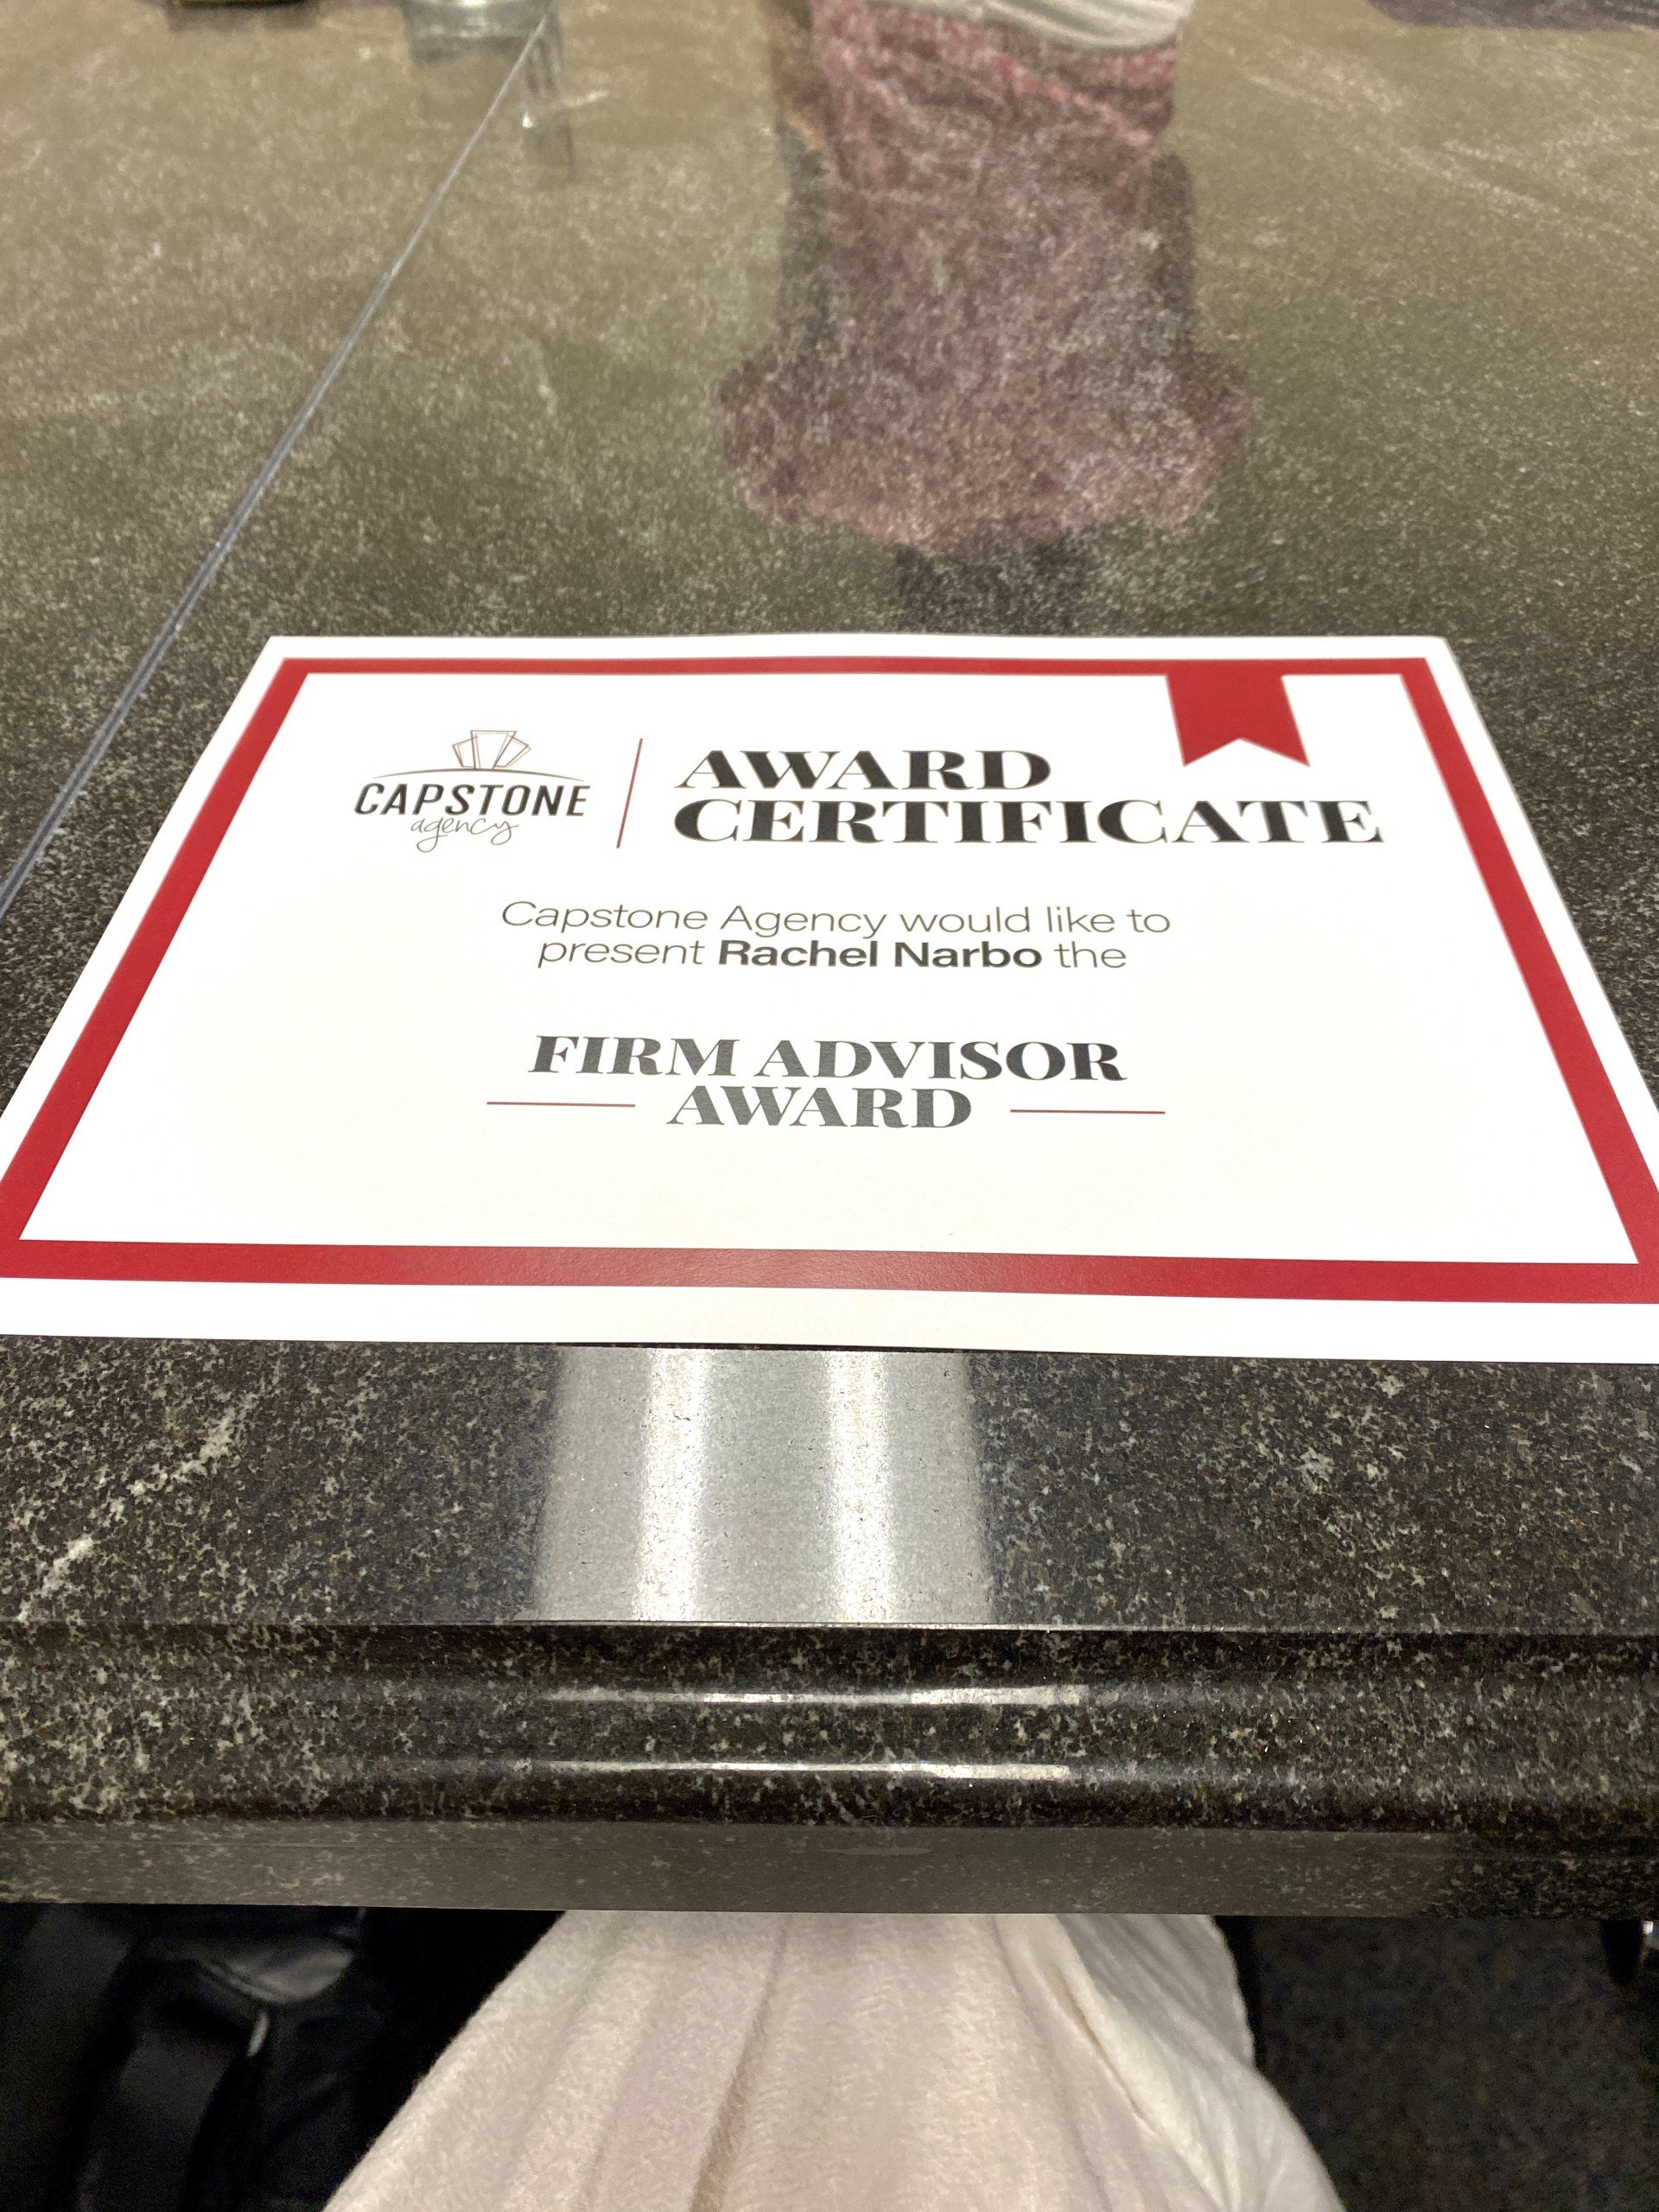 CAPSTONE
agency
AWARD
CERTIFICATE
Capstone Agency would like to
present Rachel Narbo the
FIRM ADVISOR
AWARD